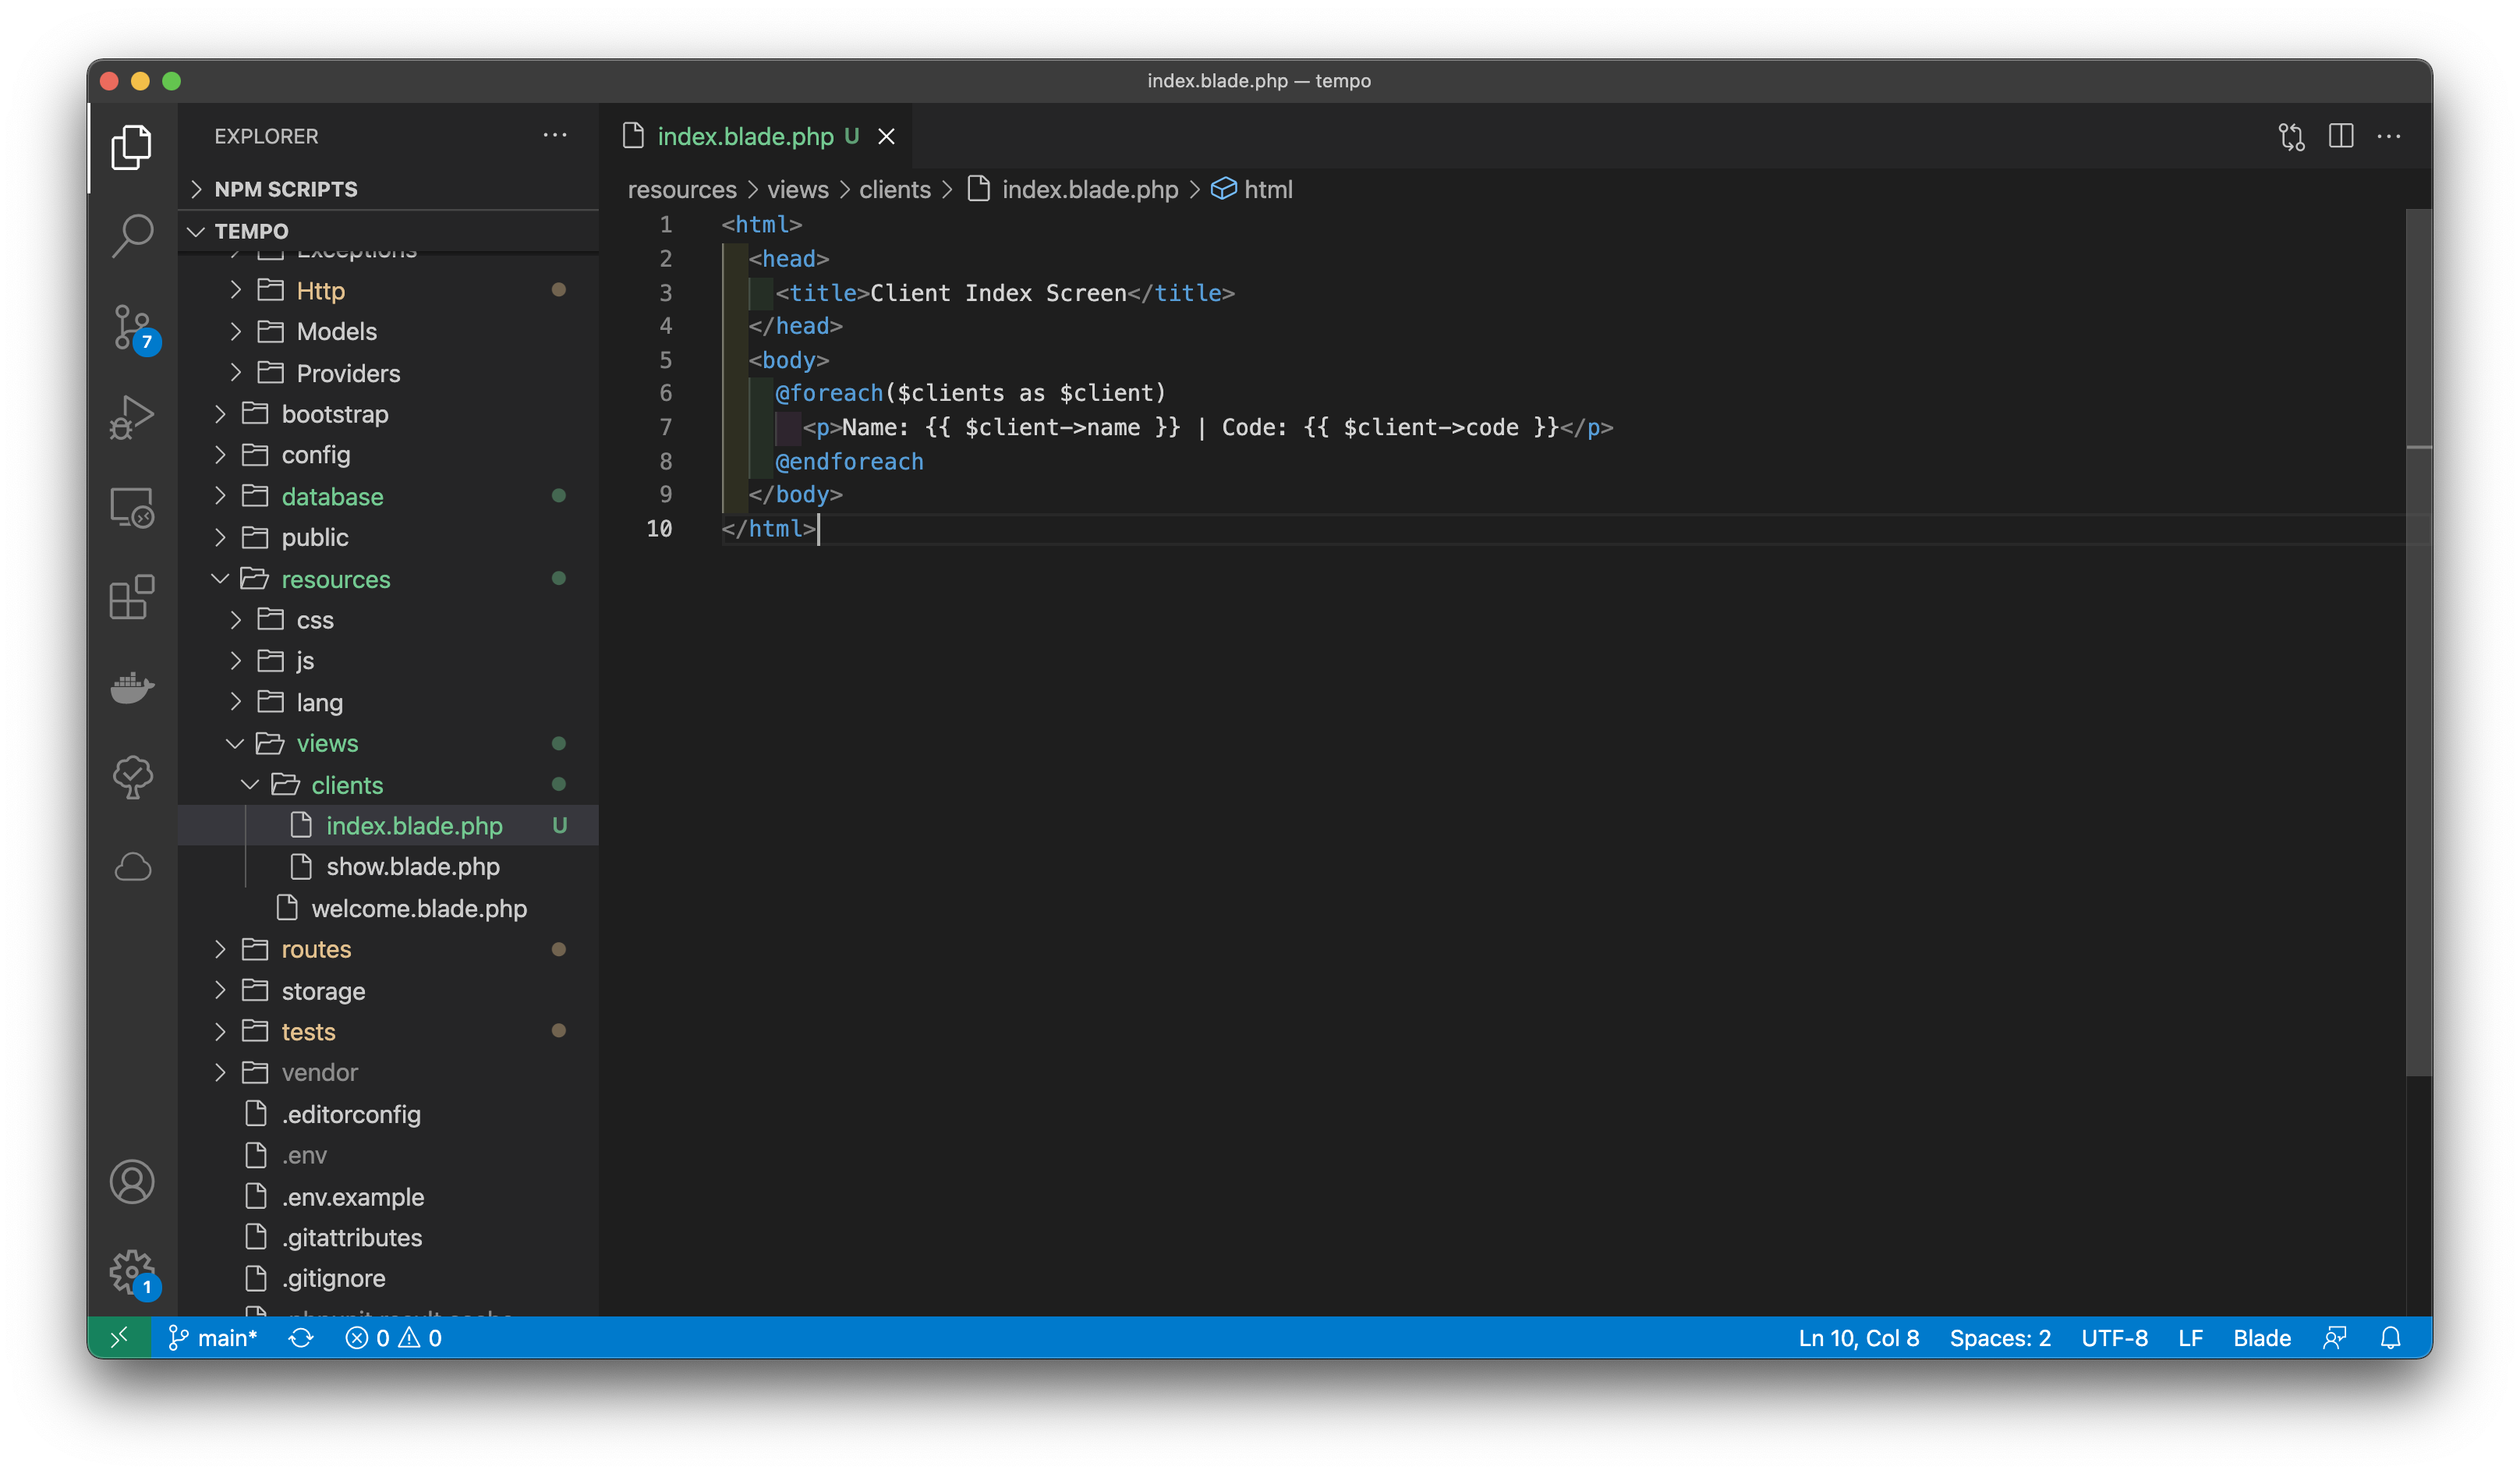 index.blade.php — tempo
EXPLORER
NPM SCRIPTS
TEMPO
Exceptions
Http
Models
Providers
bootstrap
config
database
public
resources
css
js
lang
views
clients
index.blade.php U
show.blade.php
welcome.blade.php
routes
storage
tests
vendor
.editorconfig
.env
.env.example
.gitattributes
.gitignore
7
1
index.blade.php U
resources > views > clients > index.blade.php > html
1 <html>
2 <head>
3 <title>Client Index Screen</title>
4 </head>
5 <body>
6 @foreach($clients as $client)
7 <p>Name: {{ $client->name }} | Code: {{ $client->code }}</p>
8 @endforeach
9 </body>
10 </html>
main* 0 0 Ln 10, Col 8 Spaces: 2 UTF-8 LF Blade